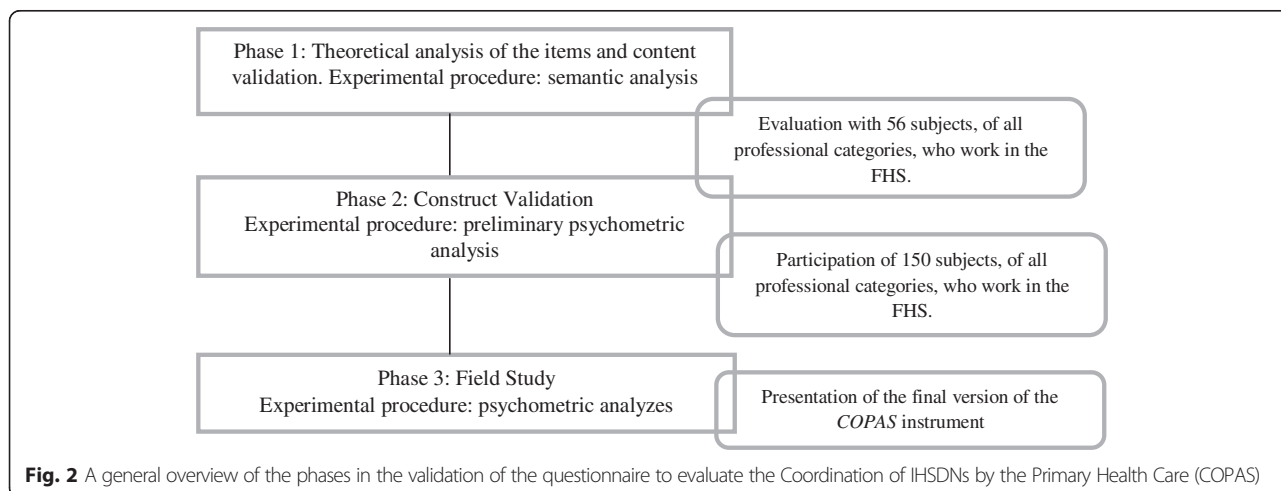 Phase 1: Theoretical analysis of the items and content
validation. Experimental procedure: semantic analysis
Evaluation with 56 subjects, of all
professional categories, who work in the
FHS.
Phase 2: Construct Validation
Experimental procedure: preliminary psychometric
analysis
Participation of 150 subjects, of all
professional categories, who work in the
FHS.
Phase 3: Field Study
Experimental procedure: psychometric analyzes
Presentation of the final version of the
COPAS instrument
Fig. 2 A general overview of the phases in the validation of the questionnaire to evaluate the Coordination of IHSDNs by the Primary Health Care (COPAS)